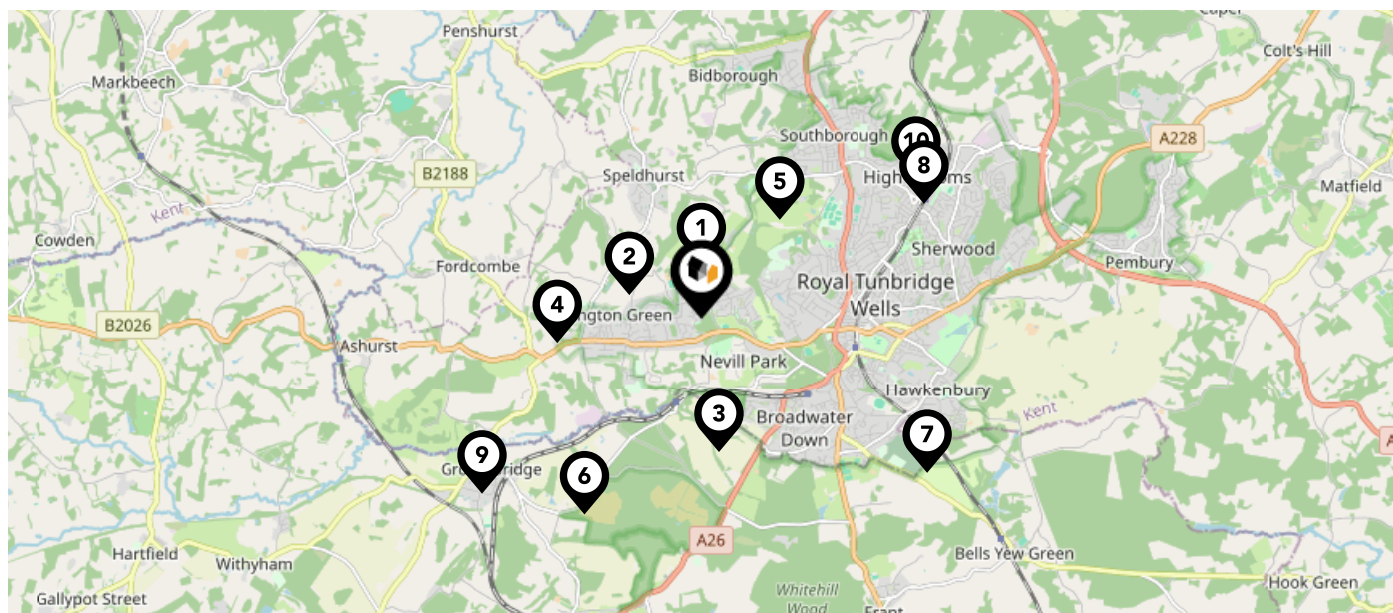 Penshurst
Colt's Hill
Markbeech
Bidborough
Southborough
10
A228
B2188
Speldhurst
5
8
Matfield
Kent
1
Cowden
2
Sherwood
Fordcombe
Pembury
Royal Tunbridge
Wells
4
B2026
Ashurst
Nevill Park
Hawkenbury
3
Broadwater
Down
Kent
7
9
6
A26
Hartfield
Withyham
Bells Yew Green
Hook Green
Gallypot Street
Whitehill
Wood
Frant